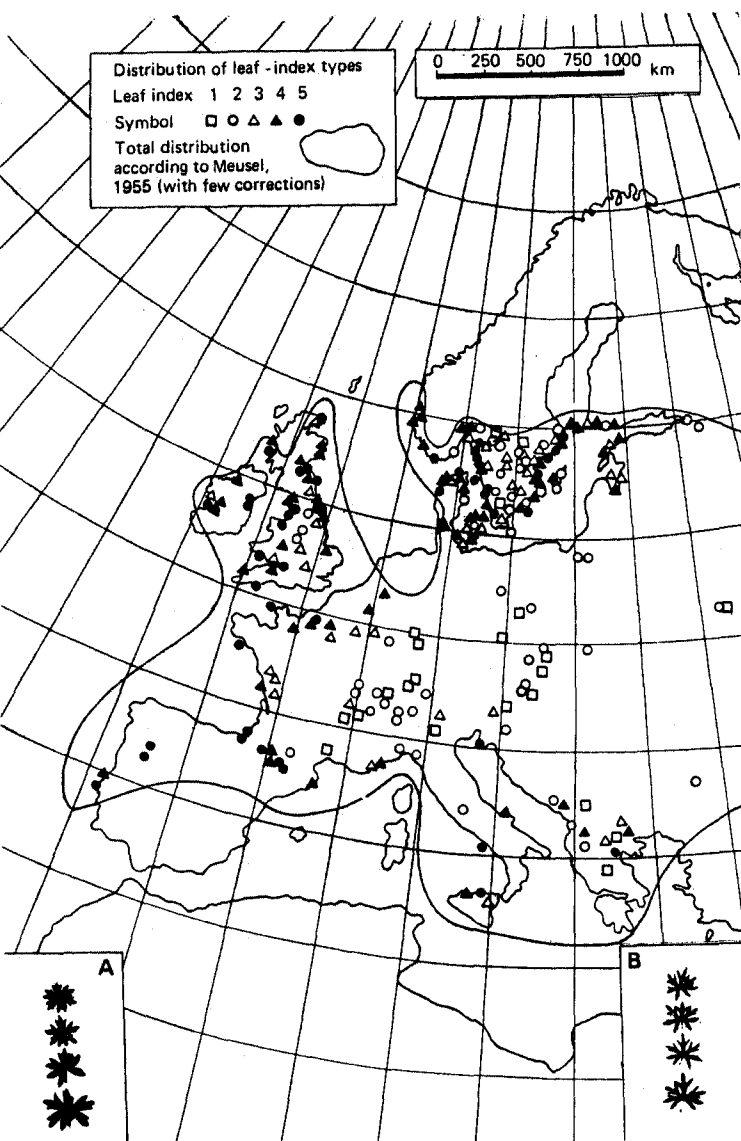 Distribution of leaf-index types
Leaf index 1 2 3 4 5
Symbol □ ○ △ ▲ ●
Total distribution
according to Meusel,
1955 (with few corrections)
0 250 500 750 1000 km
A
B